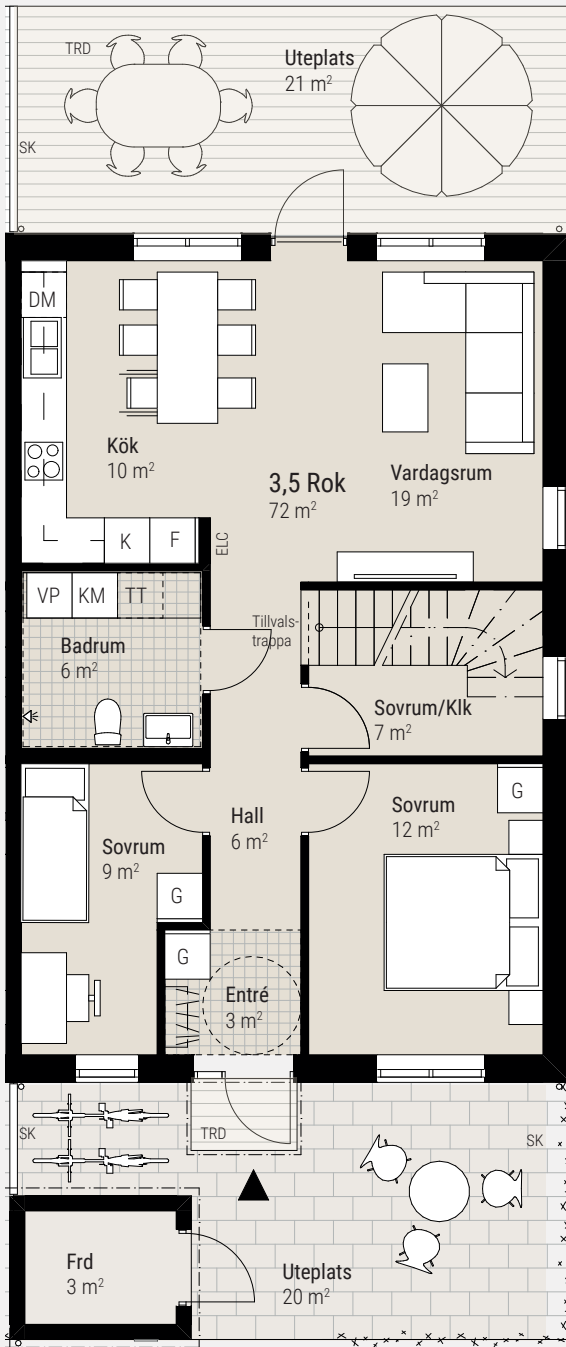 TRD
Uteplats
21 m²
SK
DM
Kök
10 m²
3,5 Rok
72 m²
Vardagsrum
19 m²
K
F
ELC
VP
KM
TT
Badrum
6 m²
Tillvals-
trappa
Sovrum/Klk
7 m²
Sovrum
9 m²
G
Hall
6 m²
Sovrum
12 m²
G
G
Entré
3 m²
SK
TRD
SK
Frd
3 m²
Uteplats
20 m²